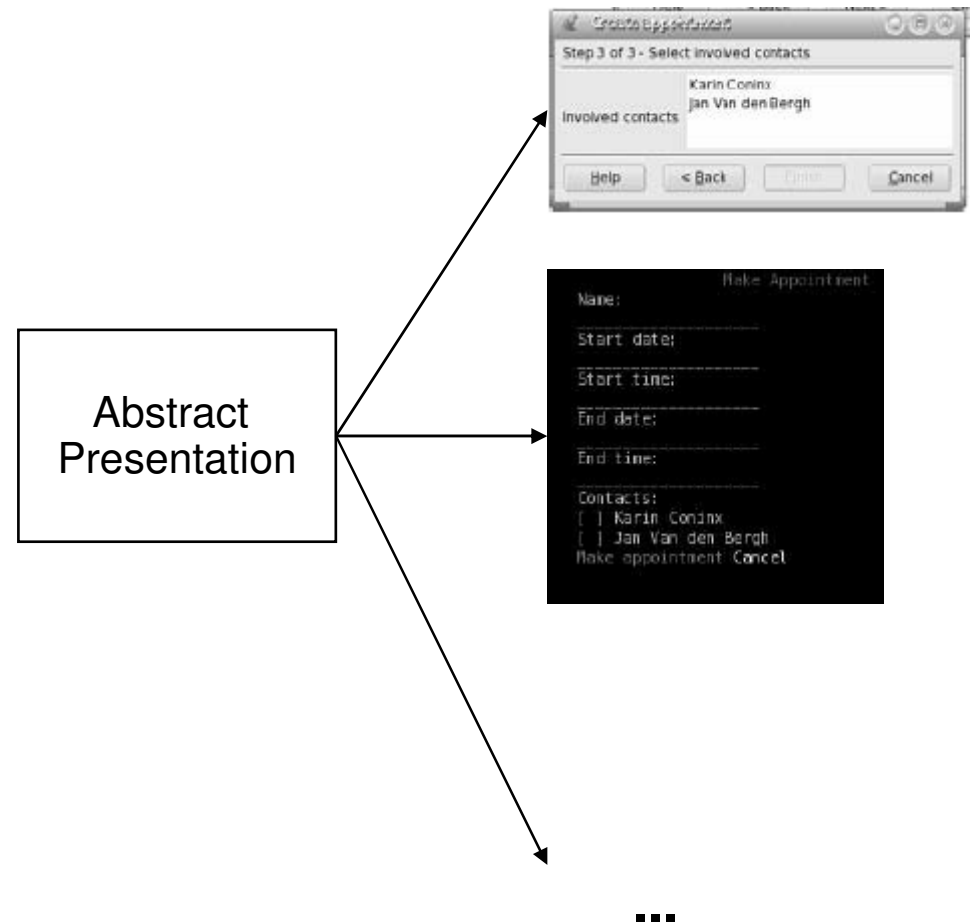 Abstract
Presentation
Create appointment
Step 3 of 3 - Select involved contacts
Karin Coninx
Jan Van den Bergh
Involved contacts
Help
< Back
Cancel
Make Appointment
Name:
Start date:
Start time:
End date:
End time:
Contacts:
[ ] Karin Coninx
[ ] Jan Van den Bergh
Make appointment Cancel
...